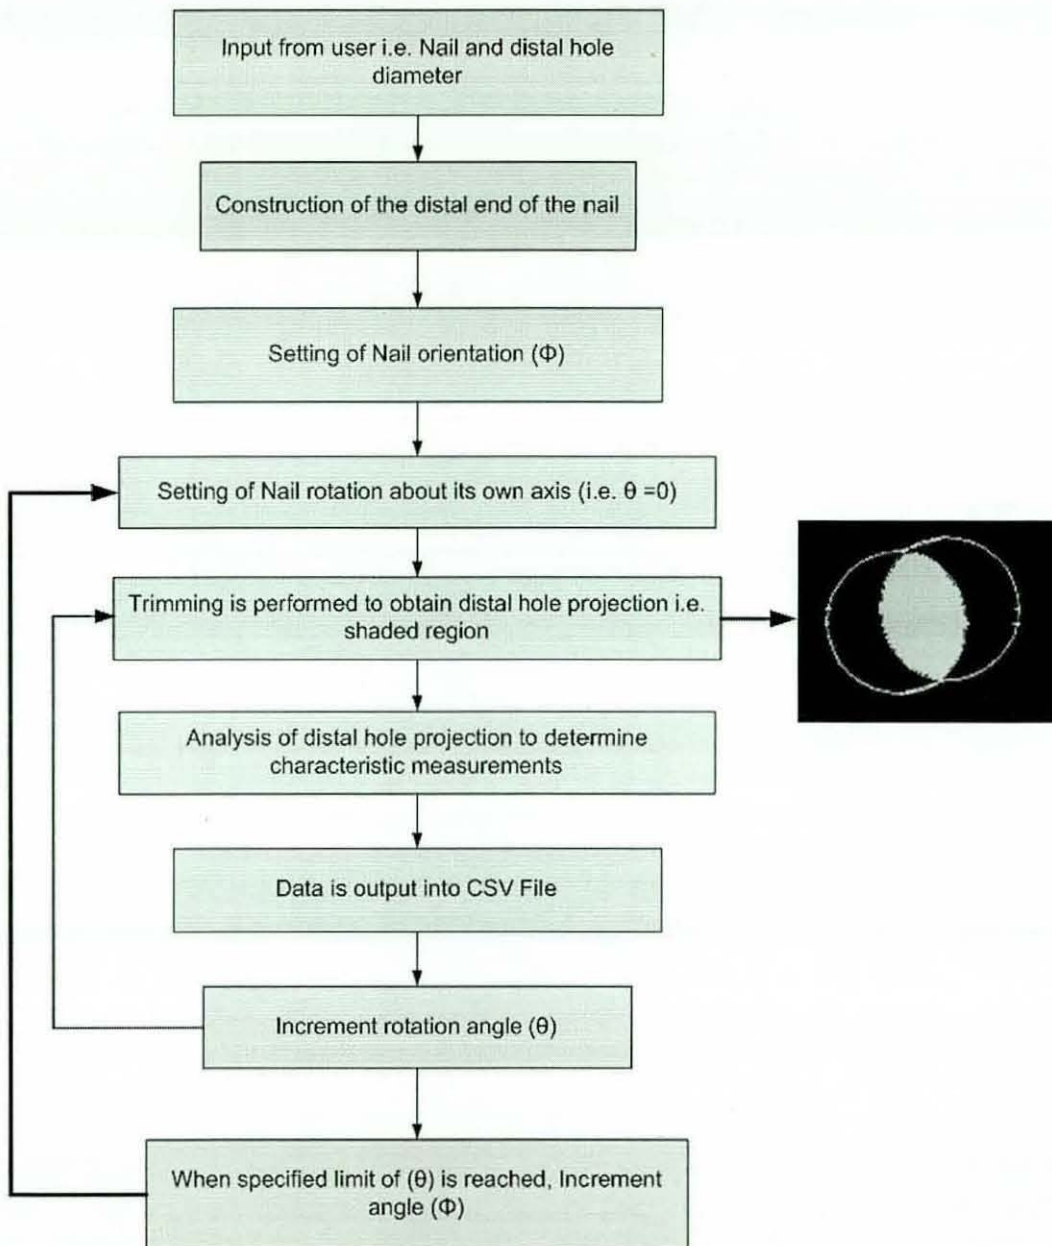 Input from user i.e. Nail and distal hole
diameter
Construction of the distal end of the nail
Setting of Nail orientation (Φ)
Setting of Nail rotation about its own axis (i.e. θ =0)
Trimming is performed to obtain distal hole projection i.e.
shaded region
Analysis of distal hole projection to determine
characteristic measurements
Data is output into CSV File
Increment rotation angle (θ)
When specified limit of (θ) is reached, Increment
angle (Φ)